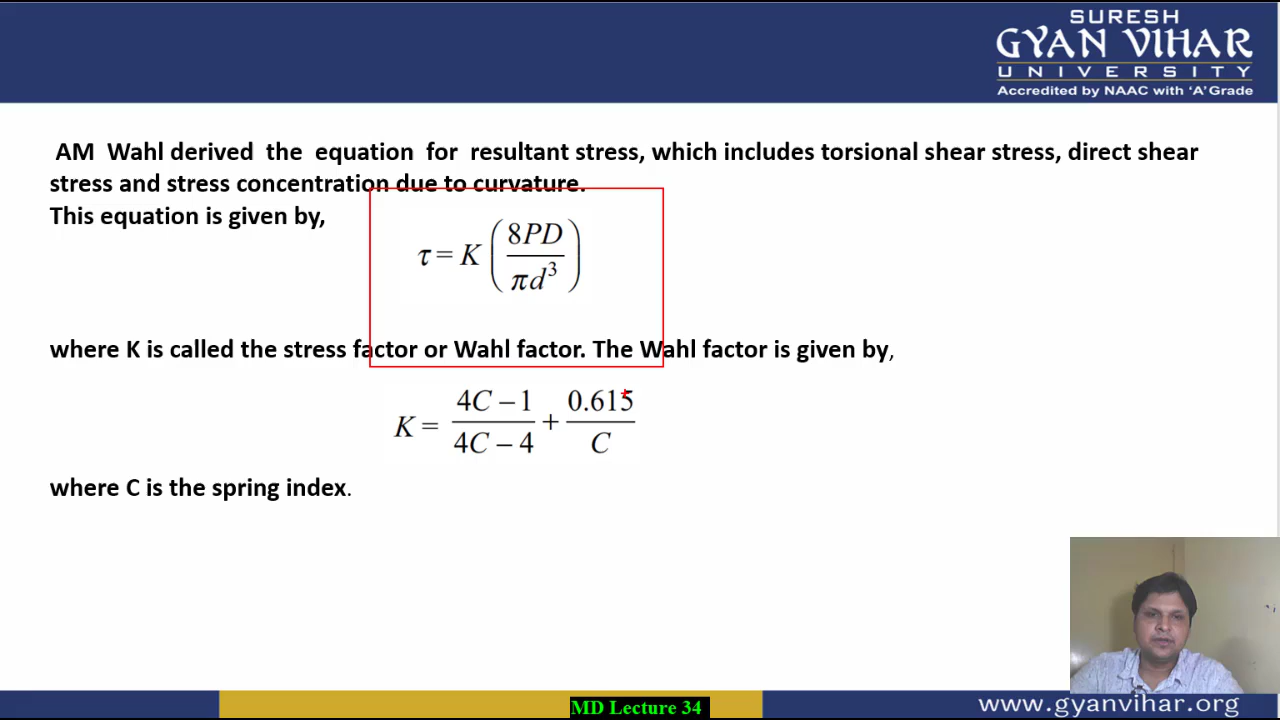 SURESH
GYAN VIHAR
UNIVERSITY
Accredited by NAAC with 'A' Grade
AM Wahl derived the equation for resultant stress, which includes torsional shear stress, direct shear
stress and stress concentration due to curvature.
This equation is given by,
τ = K (8PD / πd³)
where K is called the stress factor or Wahl factor. The Wahl factor is given by,
K = (4C – 1) / (4C – 4) + 0.615 / C
where C is the spring index.
MD Lecture 34
www.gyanvihar.org